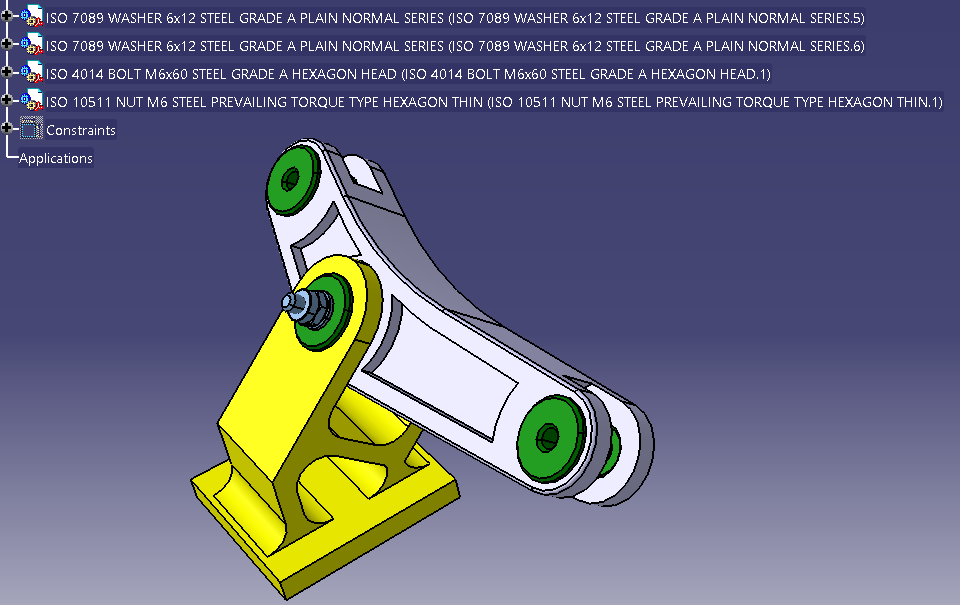 ISO 7089 WASHER 6x12 STEEL GRADE A PLAIN NORMAL SERIES (ISO 7089 WASHER 6x12 STEEL GRADE A PLAIN NORMAL SERIES.5)
ISO 7089 WASHER 6x12 STEEL GRADE A PLAIN NORMAL SERIES (ISO 7089 WASHER 6x12 STEEL GRADE A PLAIN NORMAL SERIES.6)
ISO 4014 BOLT M6x60 STEEL GRADE A HEXAGON HEAD (ISO 4014 BOLT M6x60 STEEL GRADE A HEXAGON HEAD.1)
ISO 10511 NUT M6 STEEL PREVAILING TORQUE TYPE HEXAGON THIN (ISO 10511 NUT M6 STEEL PREVAILING TORQUE TYPE HEXAGON THIN.1)
Constraints
Applications